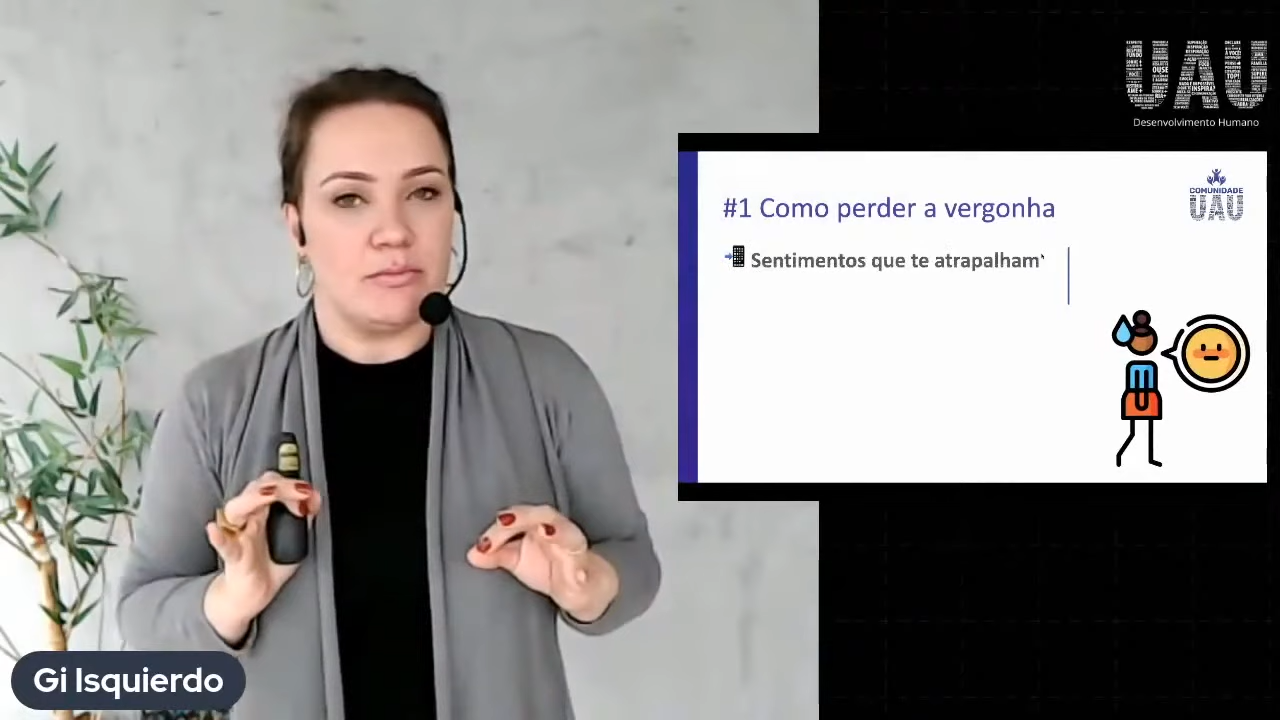 UAU
Desenvolvimento Humano
COMUNIDADE
UAU
#1 Como perder a vergonha
Sentimentos que te atrapalham
Gi Isquierdo